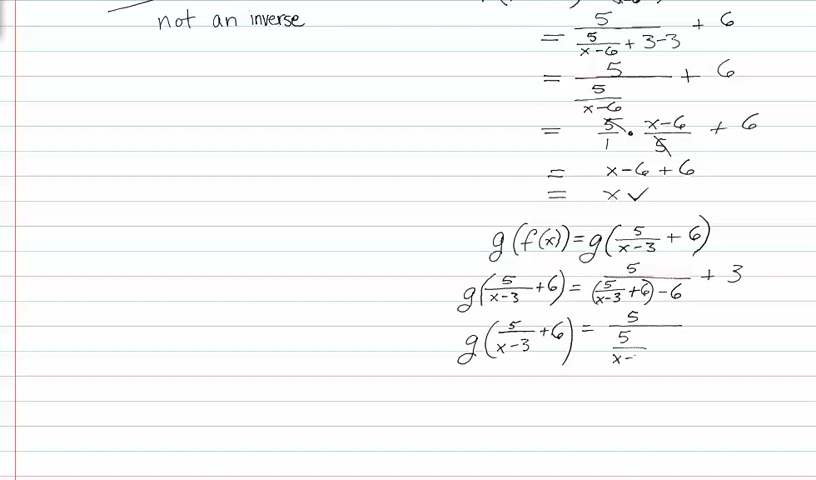 not an inverse
= 5/(5/(x-6) + 3-3) + 6
= 5/(5/(x-6)) + 6
= 5/1 • (x-6)/5 + 6
= x-6+6
= x ✓
g(f(x)) = g(5/(x-3) + 6)
g(5/(x-3) + 6) = 5/((5/(x-3) + 6) - 6) + 3
g(5/(x-3) + 6) = 5/(5/(x-